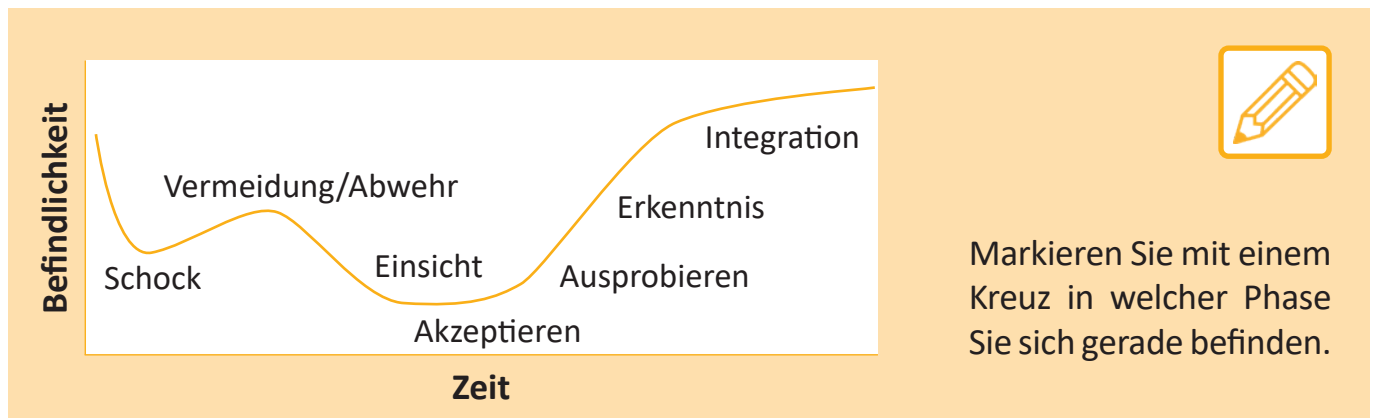 Befindlichkeit
Schock
Vermeidung/Abwehr
Einsicht
Akzeptieren
Ausprobieren
Erkenntnis
Integration
Zeit
Markieren Sie mit einem
Kreuz in welcher Phase
Sie sich gerade befinden.